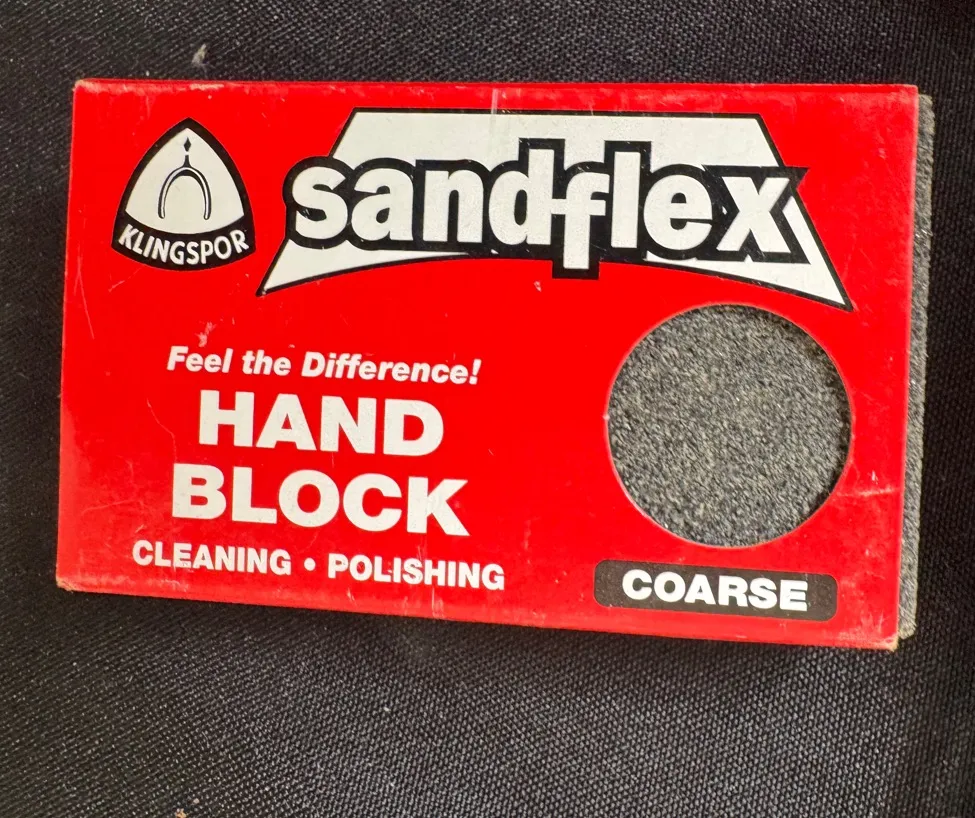 KLINGSPOR
sandflex
Feel the Difference!
HAND
BLOCK
CLEANING • POLISHING
COARSE